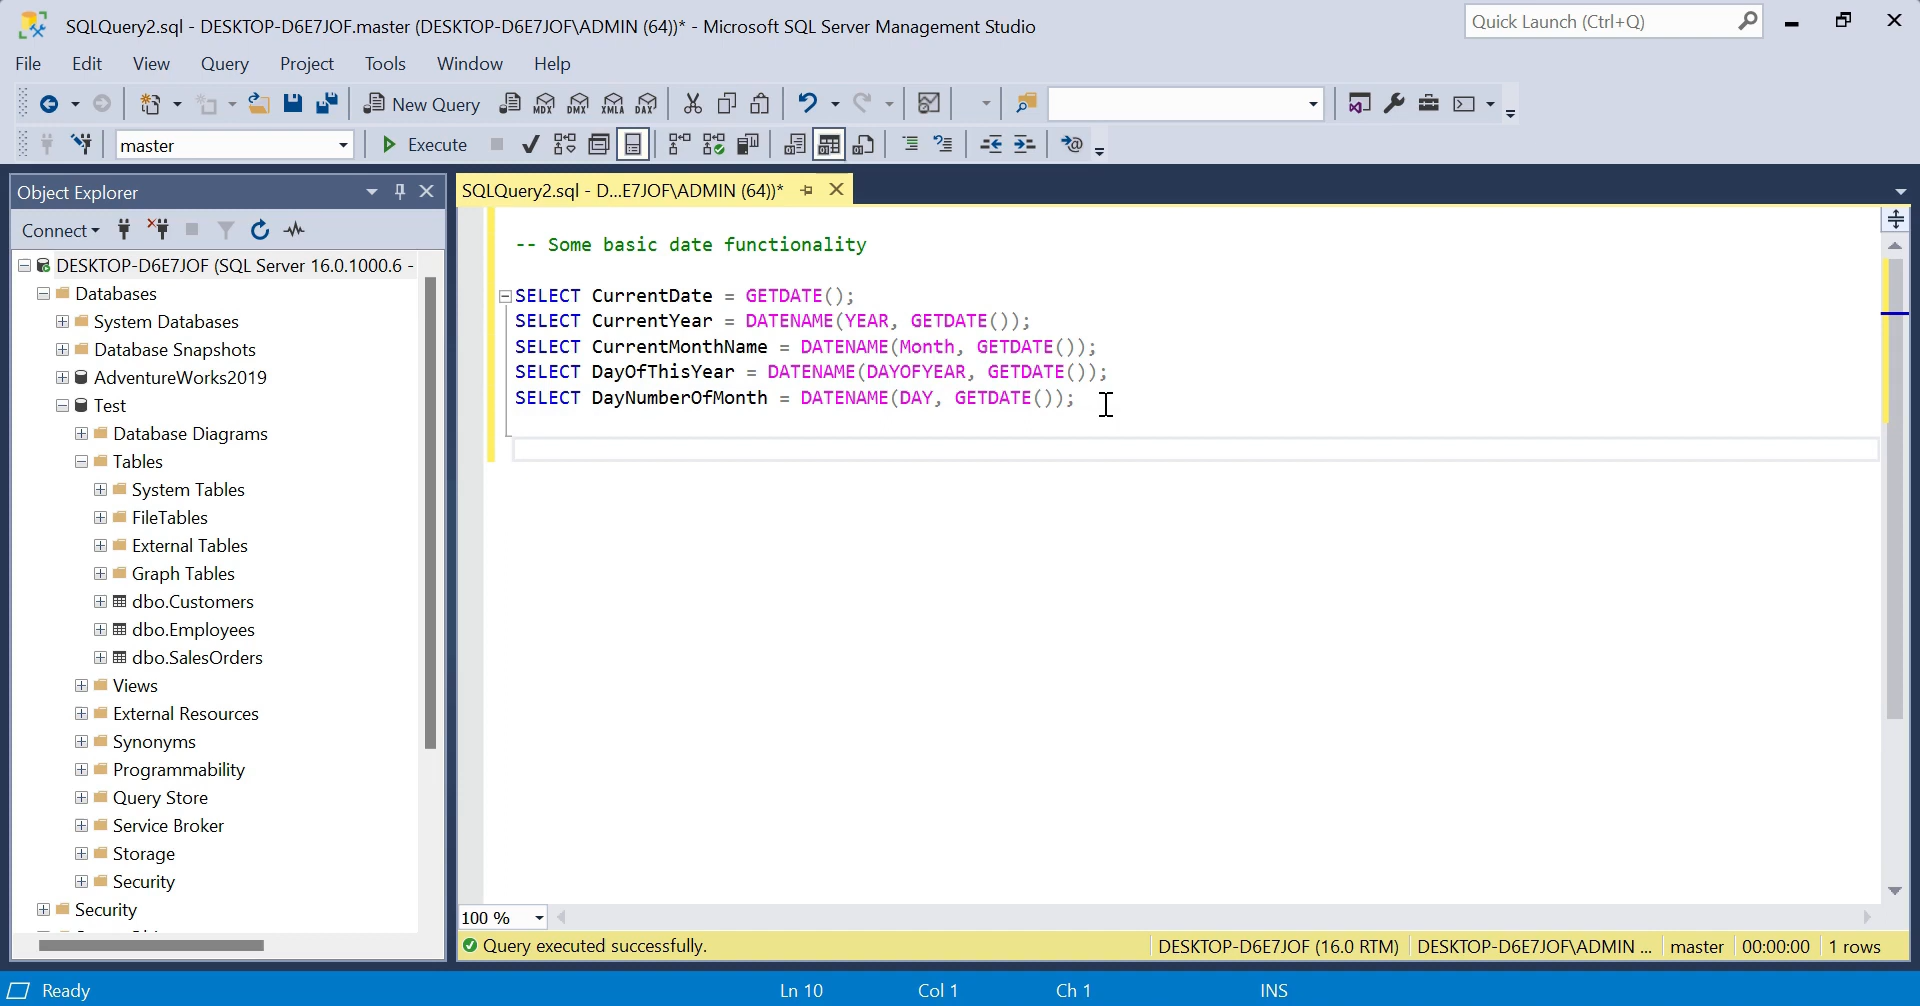 SQLQuery2.sql - DESKTOP-D6E7JOF.master (DESKTOP-D6E7JOF\ADMIN (64))* - Microsoft SQL Server Management Studio
Quick Launch (Ctrl+Q)
File Edit View Query Project Tools Window Help
New Query MDX DMX XMLA DAX
master Execute
Object Explorer
SQLQuery2.sql - D...E7JOF\ADMIN (64))*
Connect
DESKTOP-D6E7JOF (SQL Server 16.0.1000.6 -
Databases
System Databases
Database Snapshots
AdventureWorks2019
Test
Database Diagrams
Tables
System Tables
FileTables
External Tables
Graph Tables
dbo.Customers
dbo.Employees
dbo.SalesOrders
Views
External Resources
Synonyms
Programmability
Query Store
Service Broker
Storage
Security
Security
-- Some basic date functionality
SELECT CurrentDate = GETDATE();
SELECT CurrentYear = DATENAME(YEAR, GETDATE());
SELECT CurrentMonthName = DATENAME(Month, GETDATE());
SELECT DayOfThisYear = DATENAME(DAYOFYEAR, GETDATE());
SELECT DayNumberOfMonth = DATENAME(DAY, GETDATE());
100 %
Query executed successfully.
DESKTOP-D6E7JOF (16.0 RTM) DESKTOP-D6E7JOF\ADMIN ... master 00:00:00 1 rows
Ready Ln 10 Col 1 Ch 1 INS